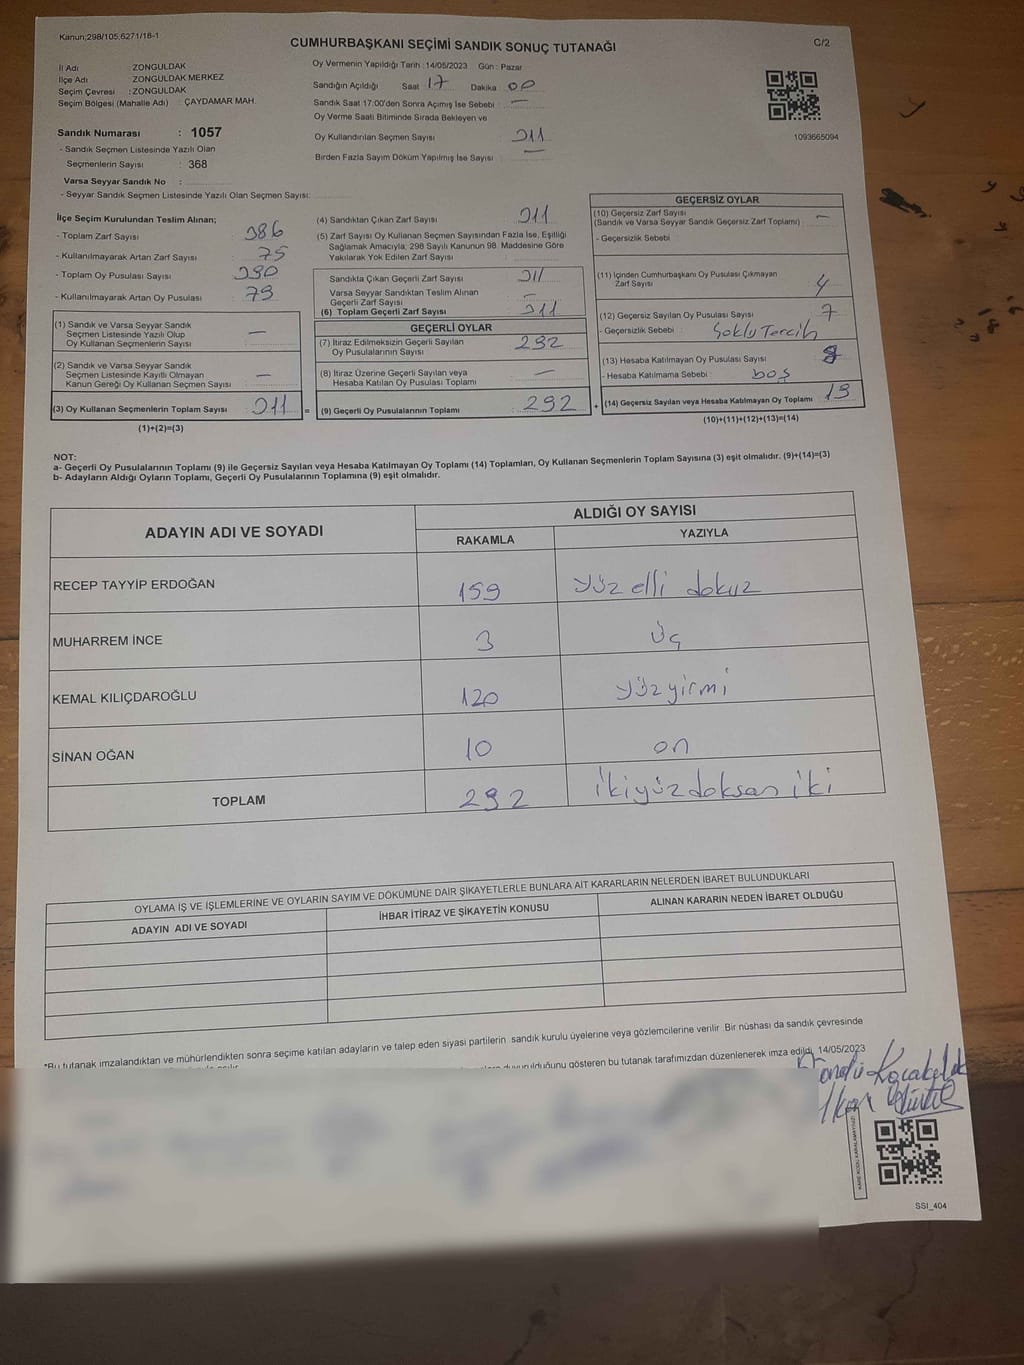 Kanun;298/105.6271/16-1
CUMHURBAŞKANI SEÇİMİ SANDIK SONUÇ TUTANAĞI
C/2
İl Adı : ZONGULDAK
İlçe Adı : ZONGULDAK MERKEZ
Seçim Çevresi : ZONGULDAK
Seçim Bölgesi (Mahalle Adı) : ÇAYDAMAR MAH.
Sandık Numarası : 1057
- Sandık Seçmen Listesinde Yazılı Olan
Seçmenlerin Sayısı : 368
Varsa Seyyar Sandık No :
- Seyyar Sandık Seçmen Listesinde Yazılı Olan Seçmen Sayısı:
Oy Vermenin Yapıldığı Tarih : 14/05/2023 Gün : Pazar
Sandığın Açıldığı Saat 17 Dakika : 00
Sandık Saat 17:00'den Sonra Açımış İse Sebebi : —
Oy Verme Saati Bitiminde Sırada Bekleyen ve
Oy Kullandırılan Seçmen Sayısı : 311
Birden Fazla Sayım Döküm Yapılmış İse Sayısı : —
1093665094
İlçe Seçim Kurulundan Teslim Alınan;
- Toplam Zarf Sayısı : 386
- Kullanılmayarak Artan Zarf Sayısı : 75
- Toplam Oy Pusulası Sayısı : 390
- Kullanılmayarak Artan Oy Pusulası : 79
(1) Sandık ve Varsa Seyyar Sandık
Seçmen Listesinde Yazılı Olup
Oy Kullanan Seçmenlerin Sayısı : —
(2) Sandık ve Varsa Seyyar Sandık
Seçmen Listesinde Kayıtlı Olmayan
Kanun Gereği Oy Kullanan Seçmen Sayısı : —
(3) Oy Kullanan Seçmenlerin Toplam Sayısı : 311 =
(1)+(2)=(3)
(4) Sandıktan Çıkan Zarf Sayısı : 311
(5) Zarf Sayısı Oy Kullanan Seçmen Sayısından Fazla İse, Eşitliği
Sağlamak Amacıyla; 298 Sayılı Kanunun 98. Maddesine Göre
Yakılarak Yok Edilen Zarf Sayısı :
Sandıkta Çıkan Geçerli Zarf Sayısı : 311
Varsa Seyyar Sandıktan Teslim Alınan
Geçerli Zarf Sayısı : —
(6) Toplam Geçerli Zarf Sayısı : 311
GEÇERLİ OYLAR
(7) İtiraz Edilmeksizin Geçerli Sayılan
Oy Pusulalarının Sayısı : 292
(8) İtiraz Üzerine Geçerli Sayılan veya
Hesaba Katılan Oy Pusulası Toplamı : —
(9) Geçerli Oy Pusulalarının Toplamı : 292 +
GEÇERSİZ OYLAR
(10) Geçersiz Zarf Sayısı
(Sandık ve Varsa Seyyar Sandık Geçersiz Zarf Toplamı) : —
- Geçersizlik Sebebi :
(11) İçinden Cumhurbaşkanı Oy Pusulası Çıkmayan
Zarf Sayısı : 4
(12) Geçersiz Sayılan Oy Pusulası Sayısı : 7
- Geçersizlik Sebebi : Çoklu Tercih
(13) Hesaba Katılmayan Oy Pusulası Sayısı : 8
- Hesaba Katılmama Sebebi : boş
(14) Geçersiz Sayılan veya Hesaba Katılmayan Oy Toplamı : 19
(10)+(11)+(12)+(13)=(14)
NOT:
a- Geçerli Oy Pusulalarının Toplamı (9) ile Geçersiz Sayılan veya Hesaba Katılmayan Oy Toplamı (14) Toplamları, Oy Kullanan Seçmenlerin Toplam Sayısına (3) eşit olmalıdır. (9)+(14)=(3)
b- Adayların Aldığı Oyların Toplamı, Geçerli Oy Pusulalarının Toplamına (9) eşit olmalıdır.
ADAYIN ADI VE SOYADI
ALDIĞI OY SAYISI
RAKAMLA YAZIYLA
RECEP TAYYİP ERDOĞAN 159 yüz elli dokuz
MUHARREM İNCE 3 Üç
KEMAL KILIÇDAROĞLU 120 yüz yirmi
SİNAN OĞAN 10 on
TOPLAM 292 İkiyüz doksan iki
OYLAMA İŞ VE İŞLEMLERİNE VE OYLARIN SAYIM VE DÖKÜMÜNE DAİR ŞİKAYETLERLE BUNLARA AİT KARARLARIN NELERDEN İBARET BULUNDUKLARI
ADAYIN ADI VE SOYADI İHBAR İTİRAZ VE ŞİKAYETİN KONUSU ALINAN KARARIN NEDEN İBARET OLDUĞU
*Bu tutanak imzalandıktan ve mühürlendikten sonra seçime katılan adayların ve talep eden siyasi partilerin sandık kurulu üyelerine veya gözlemcilerine verilir. Bir nüshası da sandık çevresinde
duyurulduğunu gösteren bu tutanak tarafımızdan düzenlenerek imza edildi. 14/05/2023
SSI_404